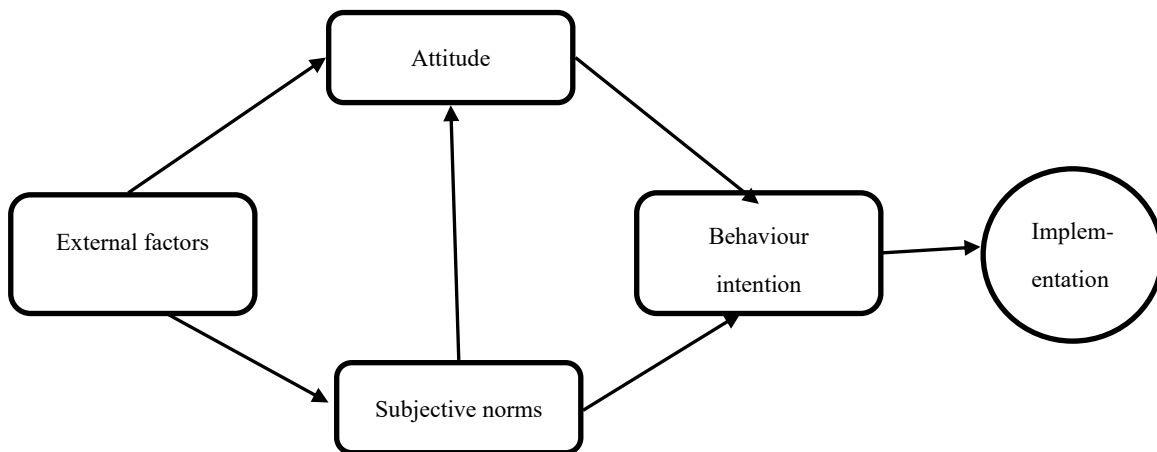 Attitude
External factors
Behaviour
intention
Implem-
entation
Subjective norms